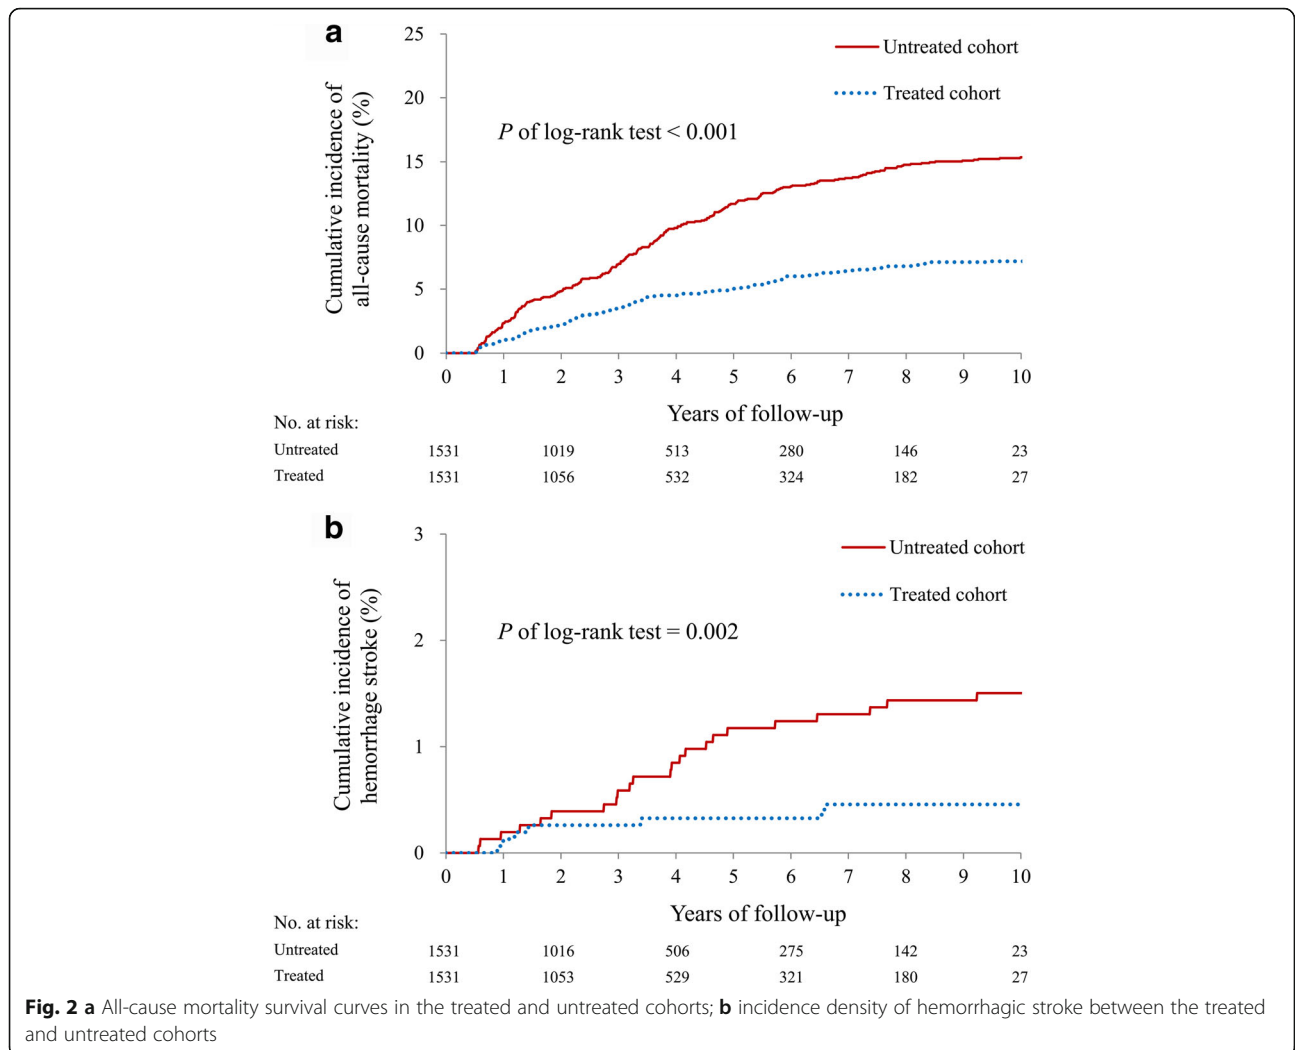 a
25
20
15
10
5
0
Cumulative incidence of
all-cause mortality (%)
Untreated cohort
Treated cohort
P of log-rank test < 0.001
0 1 2 3 4 5 6 7 8 9 10
Years of follow-up
No. at risk:
Untreated 1531 1019 513 280 146 23
Treated 1531 1056 532 324 182 27
b
3
2
1
0
Cumulative incidence of
hemorrhage stroke (%)
Untreated cohort
Treated cohort
P of log-rank test = 0.002
0 1 2 3 4 5 6 7 8 9 10
Years of follow-up
No. at risk:
Untreated 1531 1016 506 275 142 23
Treated 1531 1053 529 321 180 27
Fig. 2 a All-cause mortality survival curves in the treated and untreated cohorts; b incidence density of hemorrhagic stroke between the treated
and untreated cohorts